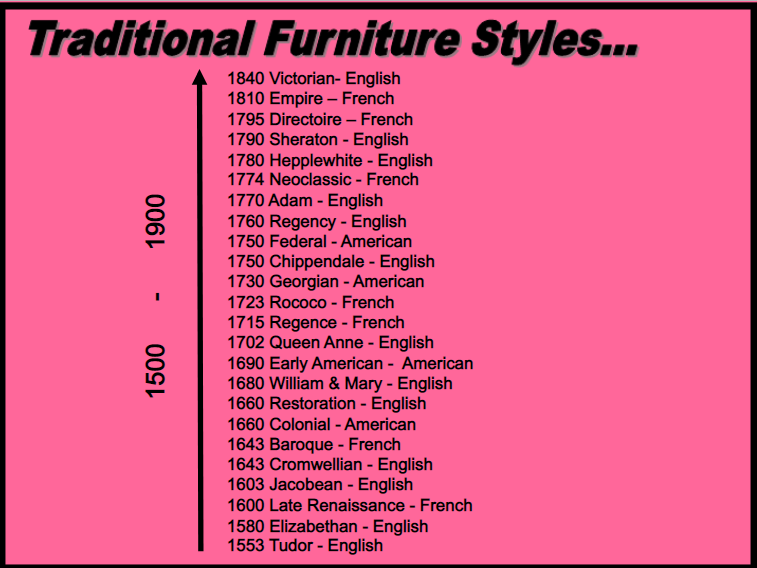 Traditional Furniture Styles...
1840 Victorian- English
1810 Empire – French
1795 Directoire – French
1790 Sheraton - English
1780 Hepplewhite - English
1774 Neoclassic - French
1770 Adam - English
1760 Regency - English
1750 Federal - American
1750 Chippendale - English
1730 Georgian - American
1723 Rococo - French
1715 Regence - French
1702 Queen Anne - English
1690 Early American - American
1680 William & Mary - English
1660 Restoration - English
1660 Colonial - American
1643 Baroque - French
1643 Cromwellian - English
1603 Jacobean - English
1600 Late Renaissance - French
1580 Elizabethan - English
1553 Tudor - English
1500 - 1900